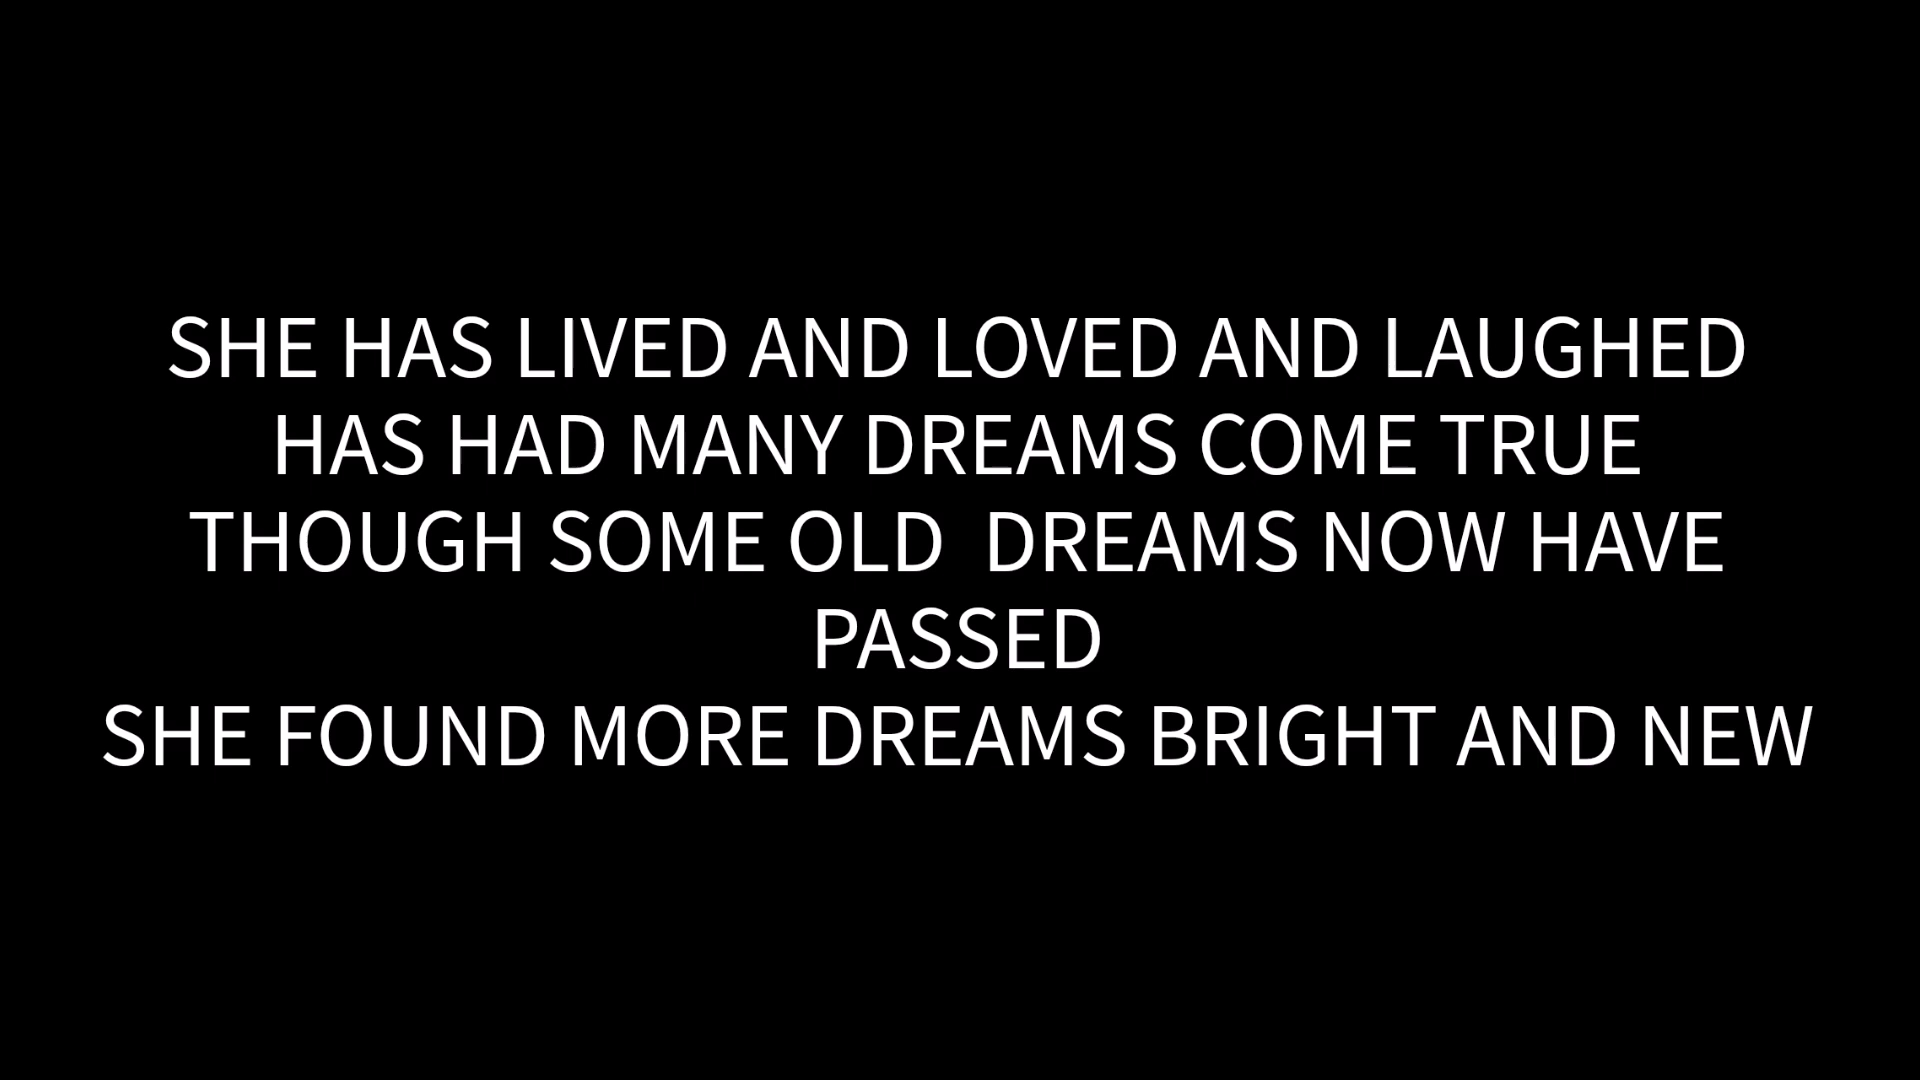 SHE HAS LIVED AND LOVED AND LAUGHED
HAS HAD MANY DREAMS COME TRUE
THOUGH SOME OLD  DREAMS NOW HAVE
PASSED
SHE FOUND MORE DREAMS BRIGHT AND NEW